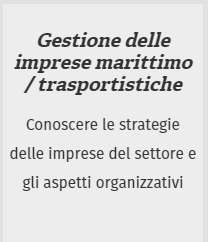 Gestione delle
imprese marittimo
/ trasportistiche
Conoscere le strategie
delle imprese del settore e
gli aspetti organizzativi